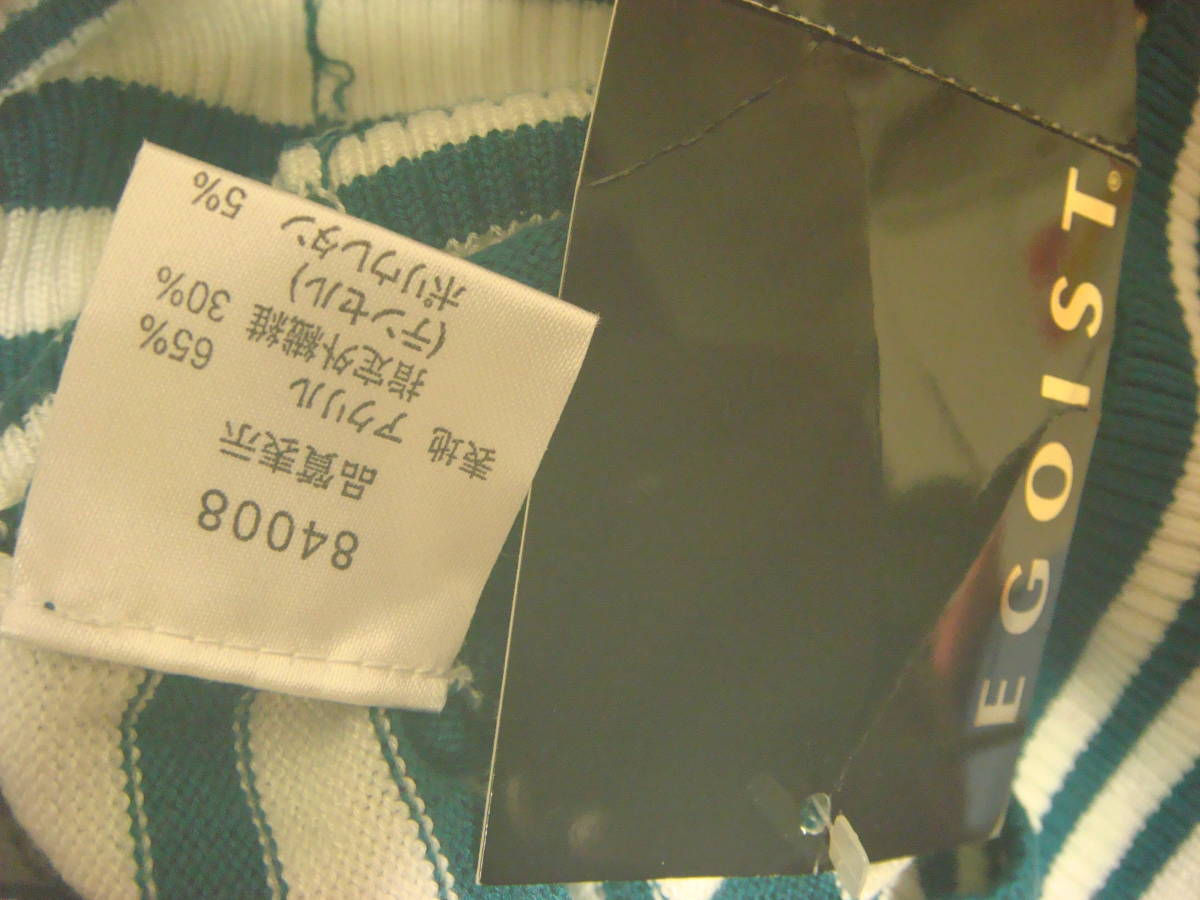 84008
品質表示
表地
アクリル 65%
指定外繊維 30%
(テンセル)
ポリウレタン 5%
EGOIST®